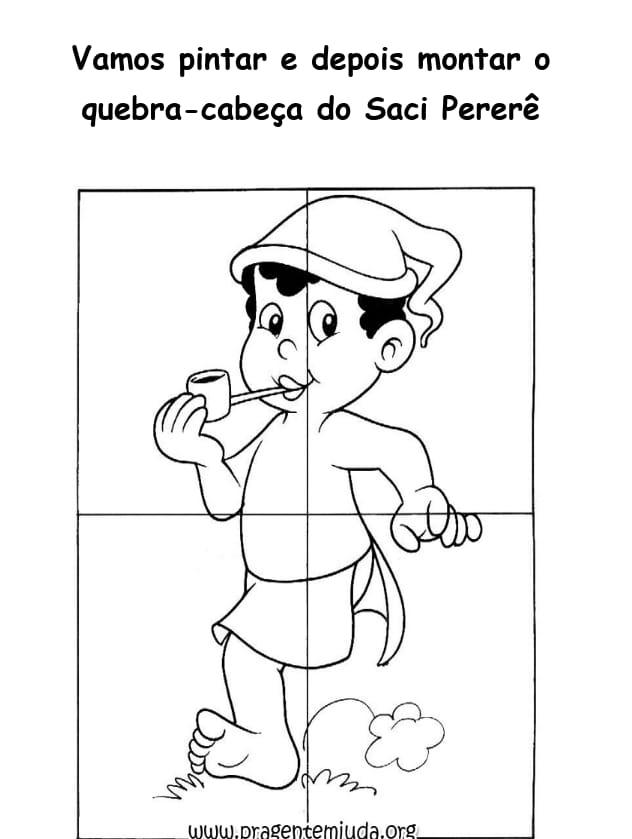 Vamos pintar e depois montar o
quebra-cabeça do Saci Pererê
www.pragentemiuda.org